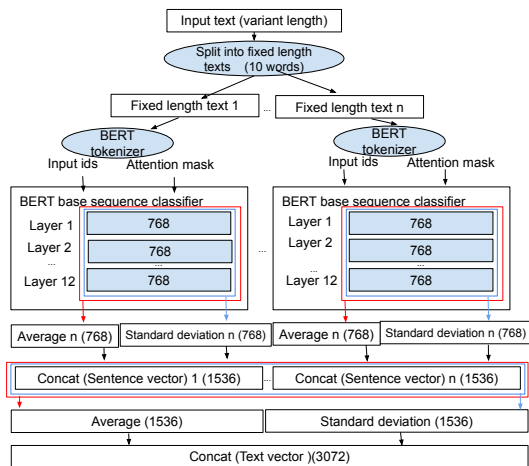 Input text (variant length)
Split into fixed length
texts (10 words)
Fixed length text 1
...
Fixed length text n
BERT
tokenizer
BERT
tokenizer
Input ids
Attention mask
Input ids
Attention mask
BERT base sequence classifier
Layer 1
768
Layer 2
768
...
...
Layer 12
768
...
BERT base sequence classifier
Layer 1
768
Layer 2
768
...
...
Layer 12
768
Average n (768)
Standard deviation n (768)
Average n (768)
Standard deviation n (768)
Concat (Sentence vector) 1 (1536)
...
Concat (Sentence vector) n (1536)
Average (1536)
Standard deviation (1536)
Concat (Text vector )(3072)